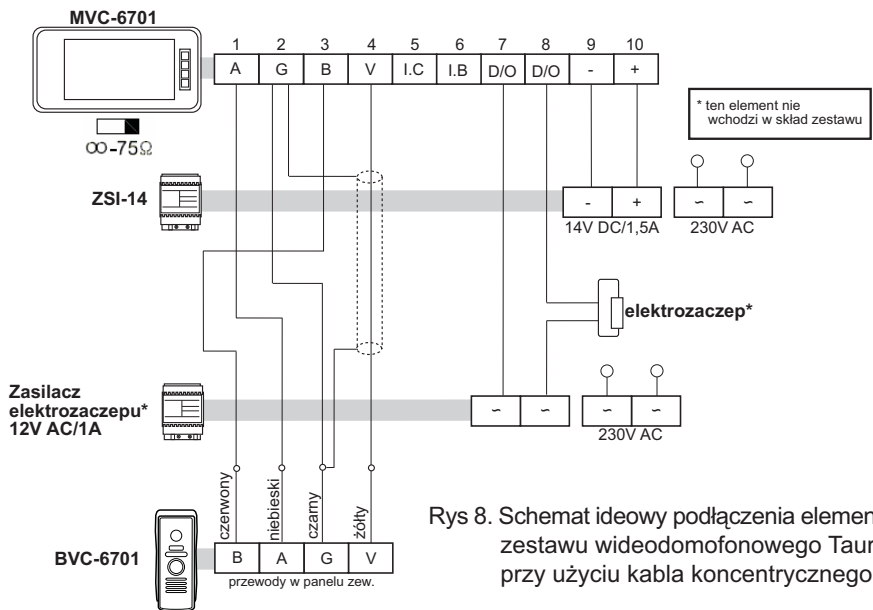 MVC-6701
1 2 3 4 5 6 7 8 9 10
A G B V I.C I.B D/O D/O - +
* ten element nie
wchodzi w skład zestawu
∞-75Ω
ZSI-14
- + ~ ~
14V DC/1,5A 230V AC
elektrozaczep*
Zasilacz
elektrozaczepu*
12V AC/1A
~ ~ ~ ~
230V AC
czerwony
niebieski
czarny
żółty
BVC-6701
B A G V
przewody w panelu zew.
Rys 8. Schemat ideowy podłączenia
zestawu wideodomofonowego
przy użyciu kabla koncentrycznego